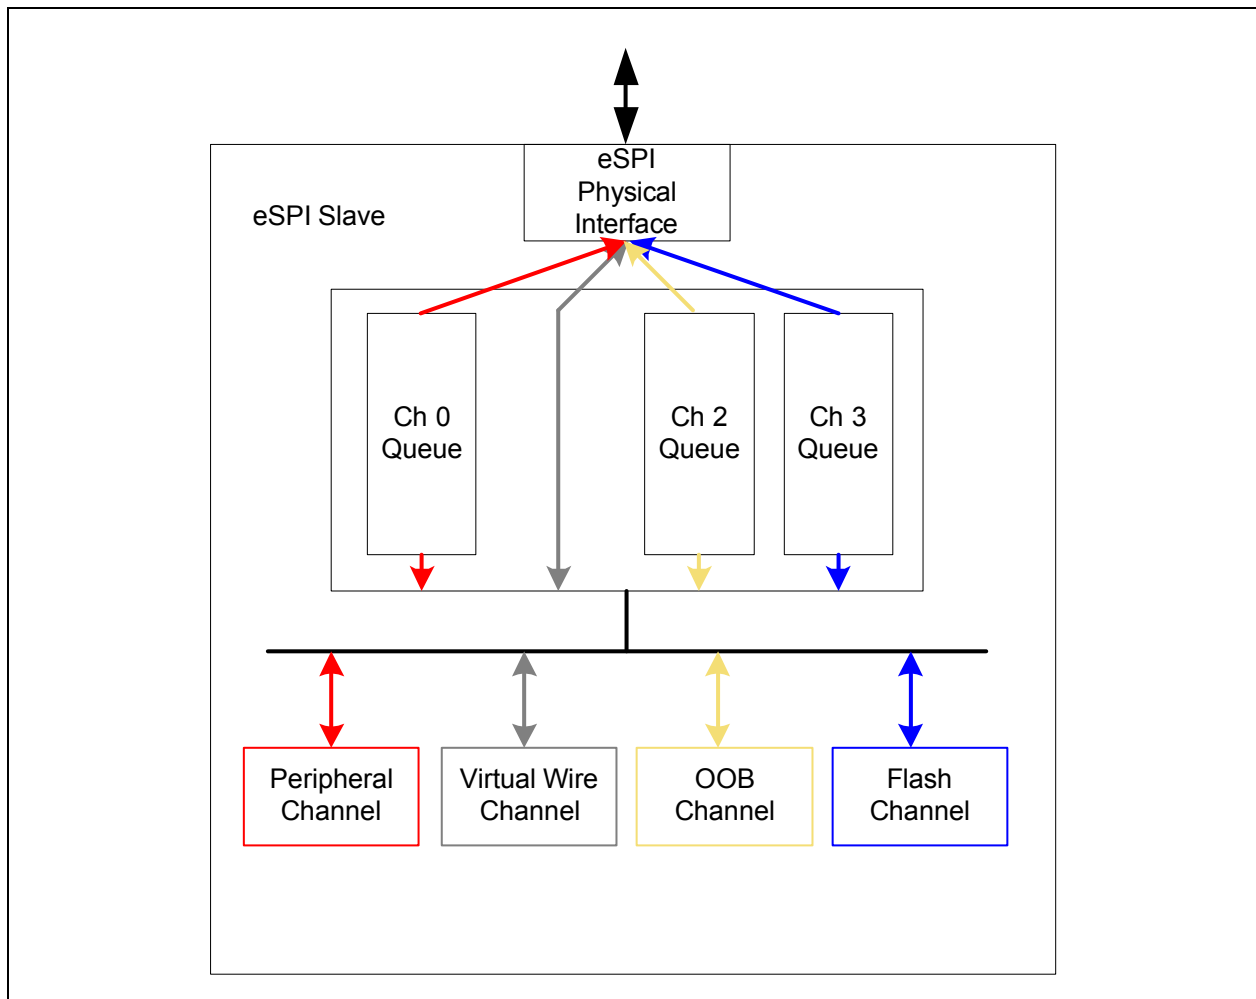 eSPI
Physical
Interface
eSPI Slave
Ch 0
Queue
Ch 2
Queue
Ch 3
Queue
Peripheral
Channel
Virtual Wire
Channel
OOB
Channel
Flash
Channel